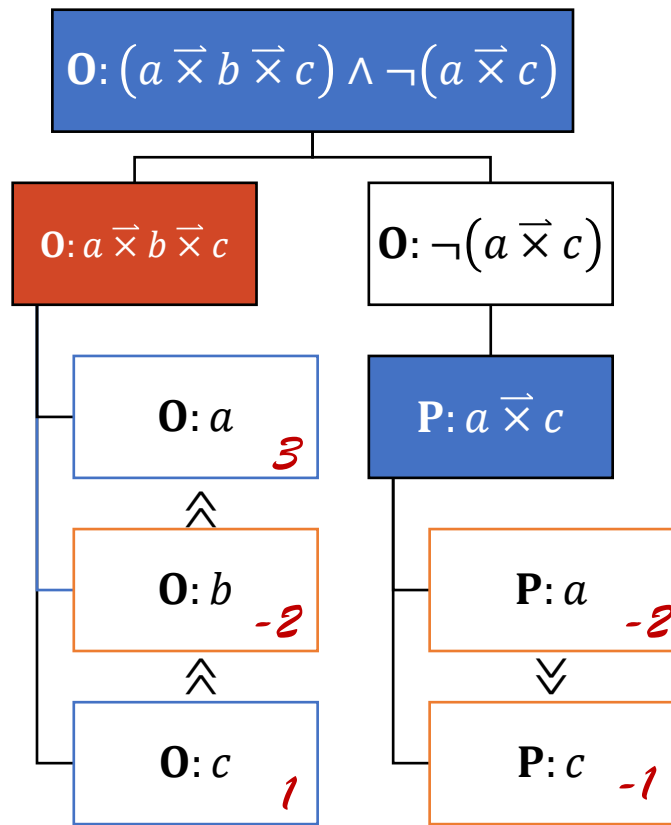 O: (a ×⃗ b ×⃗ c) ∧ ¬(a ×⃗ c)
O: a ×⃗ b ×⃗ c
O: ¬(a ×⃗ c)
O: a
3
P: a ×⃗ c
≫
O: b
-2
P: a
-2
≫
≫
O: c
1
P: c
-1